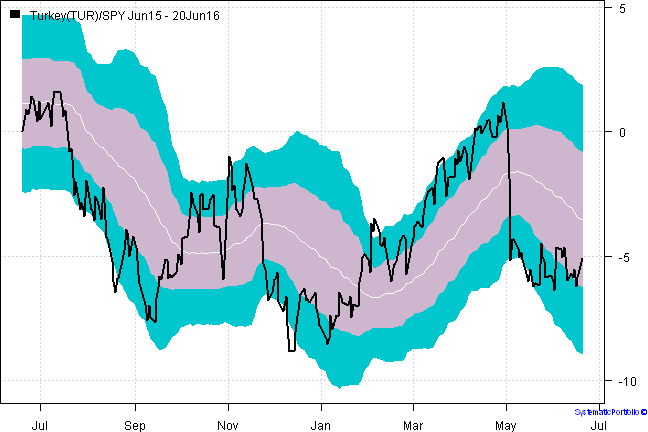 Turkey(TUR)/SPY Jun15 - 20Jun16
5
0
-5
-10
Jul Sep Nov Jan Mar May Jul
SystematicPortfolio ©